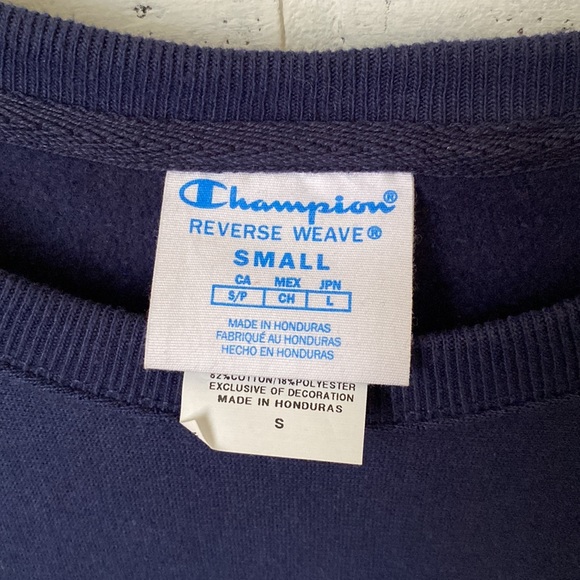 Champion®
REVERSE WEAVE®
SMALL
CA MEX JPN
S/P CH L
MADE IN HONDURAS
FABRIQUÉ AU HONDURAS
HECHO EN HONDURAS
82%COTTON/18%POLYESTER
EXCLUSIVE OF DECORATION
MADE IN HONDURAS
S